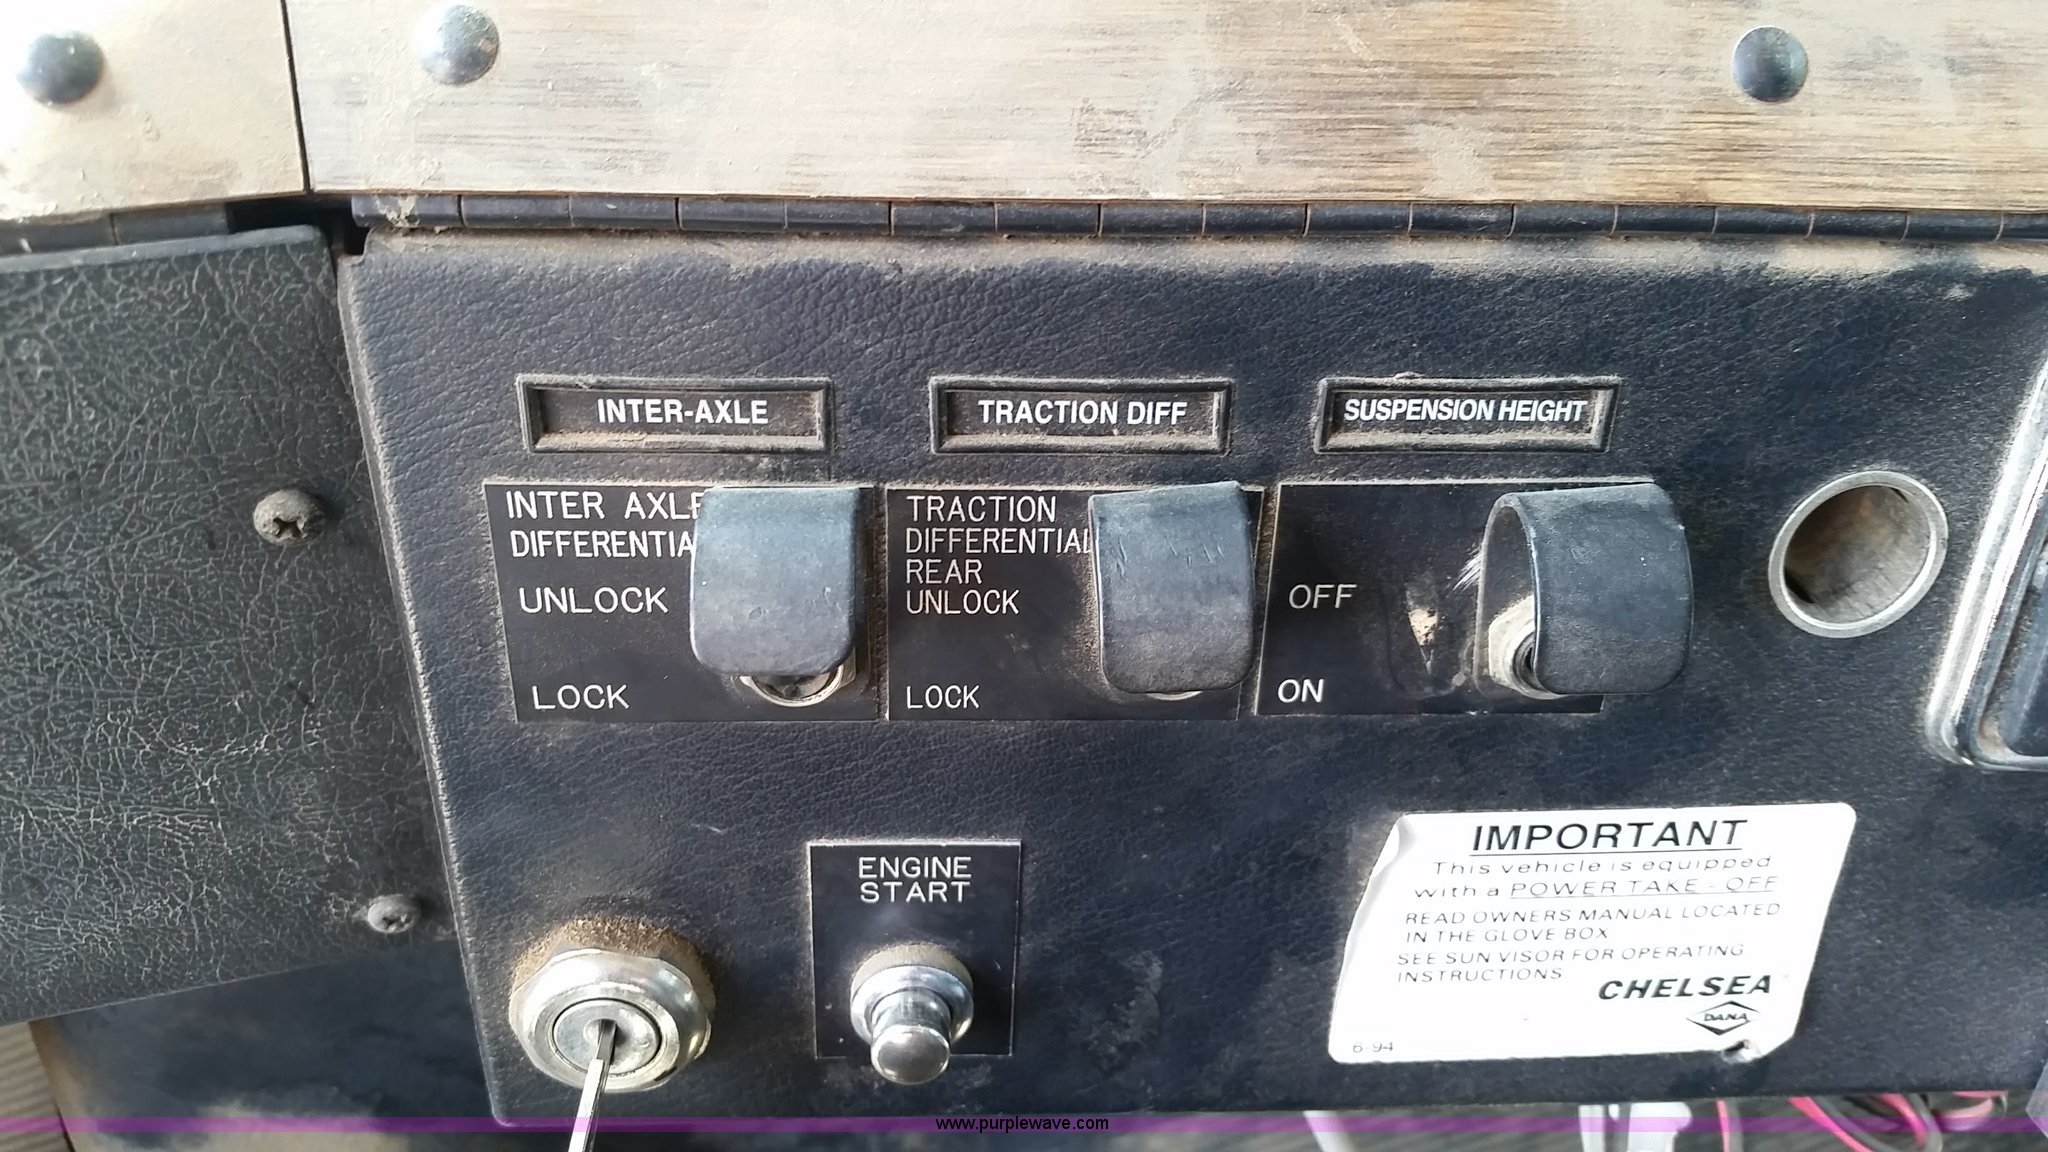 INTER-AXLE
TRACTION DIFF
SUSPENSION HEIGHT
INTER AXLE
DIFFERENTIA
UNLOCK
LOCK
TRACTION
DIFFERENTIAL
REAR
UNLOCK
LOCK
OFF
ON
ENGINE
START
IMPORTANT
This vehicle is equipped
with a POWER TAKE-OFF
READ OWNERS MANUAL LOCATED
IN THE GLOVE BOX
SEE SUN VISOR FOR OPERATING
INSTRUCTIONS
CHELSEA
DANA
6-94
www.purplewave.com